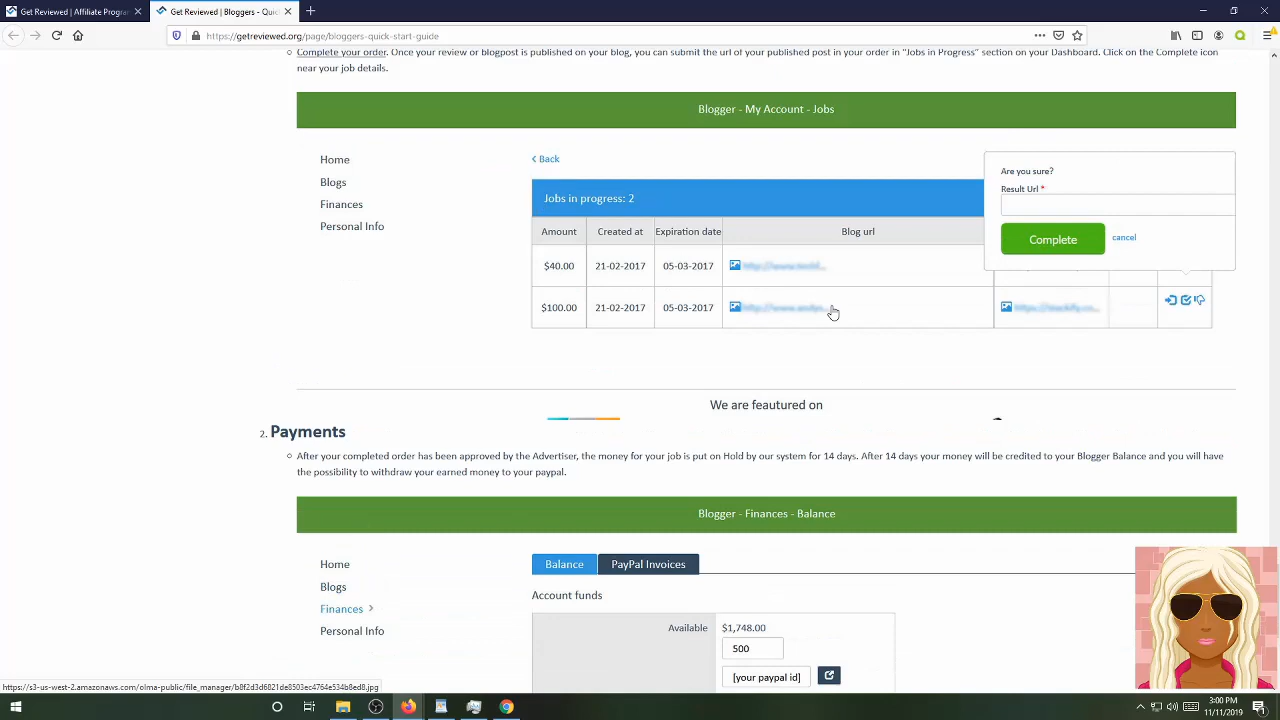 Get Reviewed | Affiliate Progran
Get Reviewed | Bloggers - Quic
https://getreviewed.org/page/bloggers-quick-start-guide
Complete your order. Once your review or blogpost is published on your blog, you can submit the url of your published post in your order in "Jobs in Progress" section on your Dashboard. Click on the Complete icon
near your job details.
Blogger - My Account - Jobs
Home
Blogs
Finances
Personal Info
Back
Are you sure?
Result Url *
Complete cancel
Jobs in progress: 2
Amount Created at Expiration date Blog url
$40.00 21-02-2017 05-03-2017
$100.00 21-02-2017 05-03-2017
We are feautured on
2. Payments
After your completed order has been approved by the Advertiser, the money for your job is put on Hold by our system for 14 days. After 14 days your money will be credited to your Blogger Balance and you will have
the possibility to withdraw your earned money to your paypal.
Blogger - Finances - Balance
Home
Blogs
Finances
Personal Info
Balance PayPal Invoices
Account funds
Available $1,748.00
500
[your paypal id]
https://s3-us-west-2.amazonaws.com/olma-public/file_manager/b8f2d3d6821de8503ec4764e534b8ed8.jpg
3:00 PM
11/11/2019